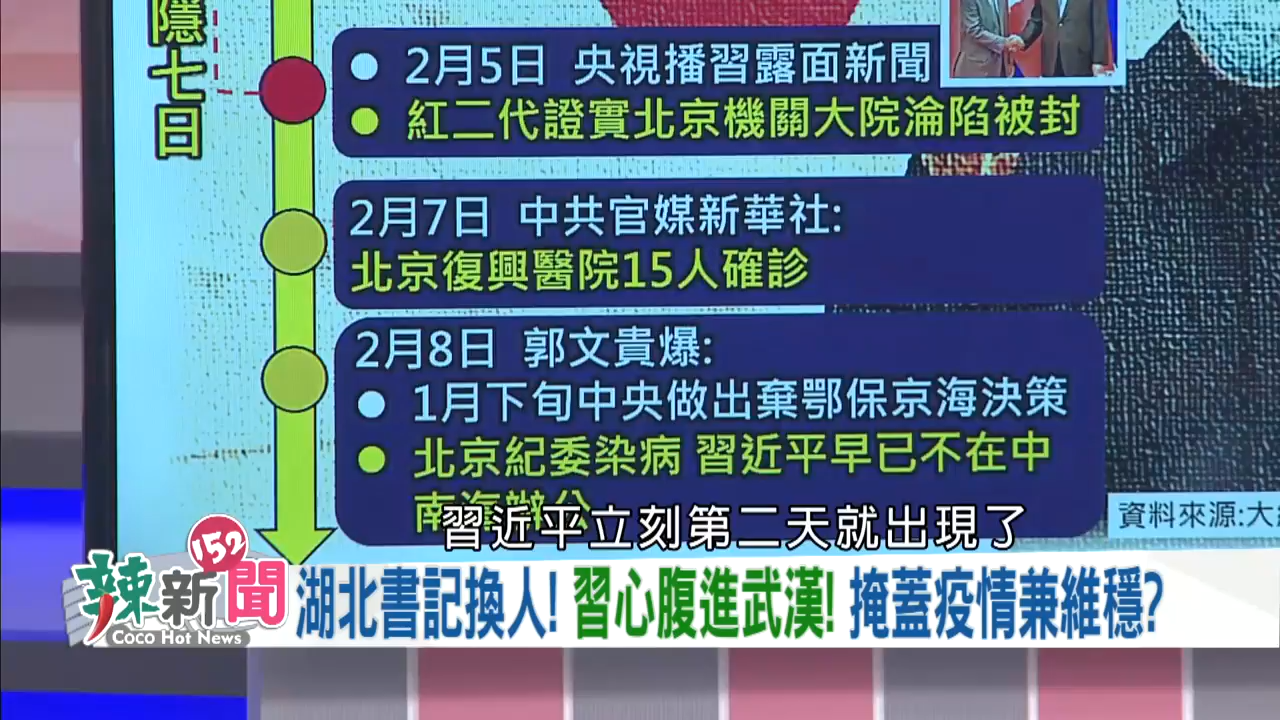 隱七日
2月5日 央視播習露面新聞
紅二代證實北京機關大院淪陷被封
2月7日 中共官媒新華社:
北京復興醫院15人確診
2月8日 郭文貴爆:
1月下旬中央做出棄鄂保京海決策
北京紀委染病 習近平早已不在中
南海辦公
資料來源:大
習近平立刻第二天就出現了
辣新聞
152
Coco Hot News
湖北書記換人! 習心腹進武漢! 掩蓋疫情兼維穩?